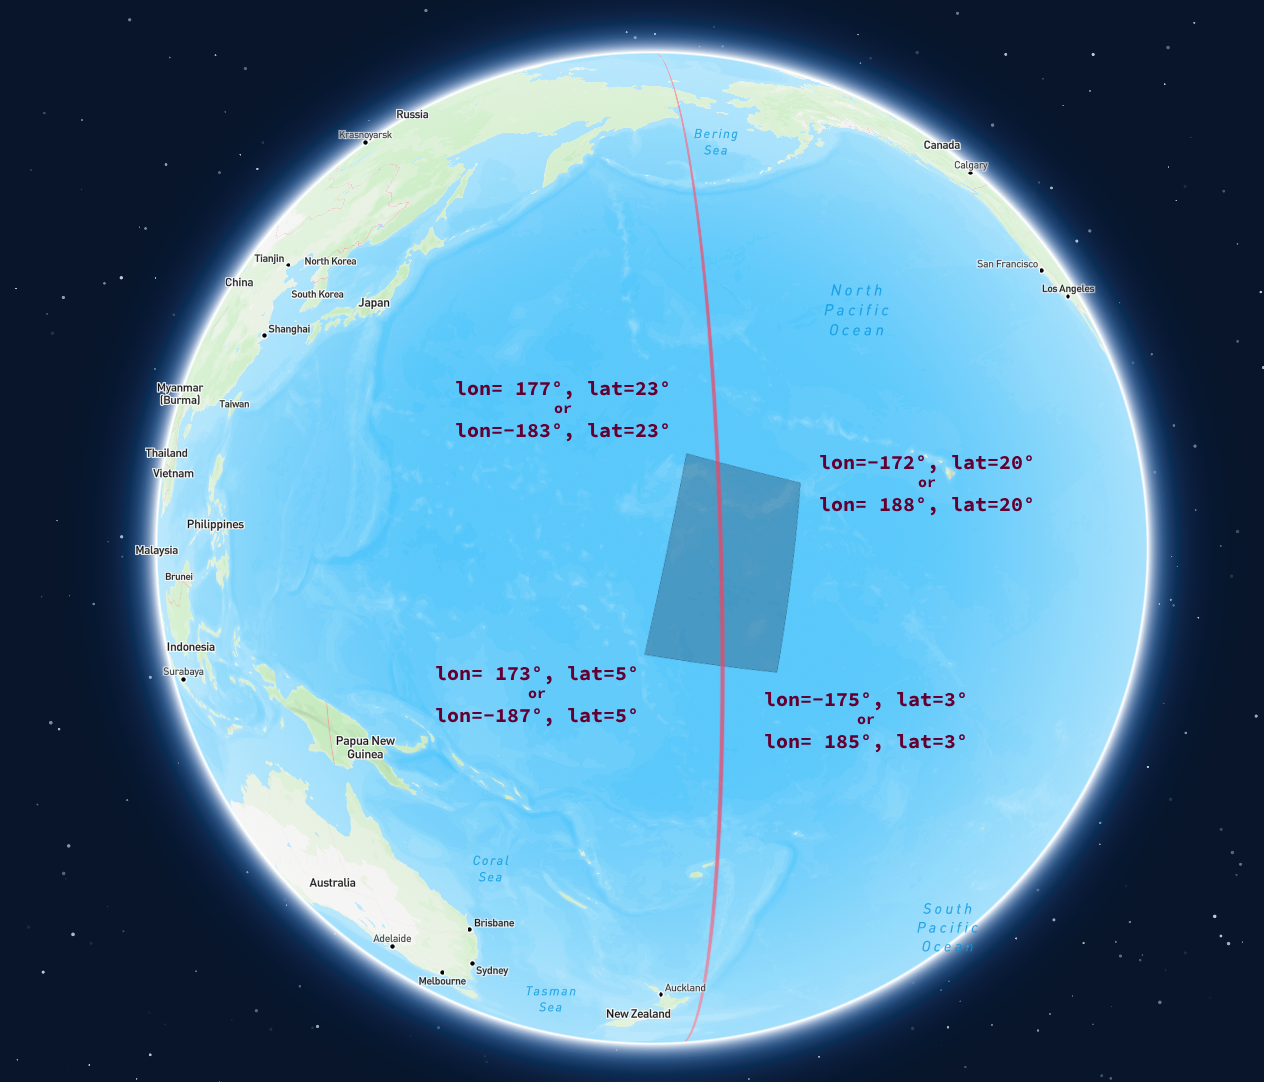 Russia
Krasnoyarsk
Bering
Sea
Canada
Calgary
Tianjin
North Korea
China
South Korea
Japan
San Francisco
Los Angeles
North
Pacific
Ocean
Shanghai
Myanmar
(Burma)
Taiwan
lon= 177°, lat=23°
or
lon=-183°, lat=23°
Thailand
Vietnam
lon=-172°, lat=20°
or
lon= 188°, lat=20°
Philippines
Malaysia
Brunei
Indonesia
Surabaya
lon= 173°, lat=5°
or
lon=-187°, lat=5°
lon=-175°, lat=3°
or
lon= 185°, lat=3°
Papua New
Guinea
Coral
Sea
Australia
South
Pacific
Ocean
Brisbane
Adelaide
Sydney
Melbourne
Tasman
Sea
Auckland
New Zealand